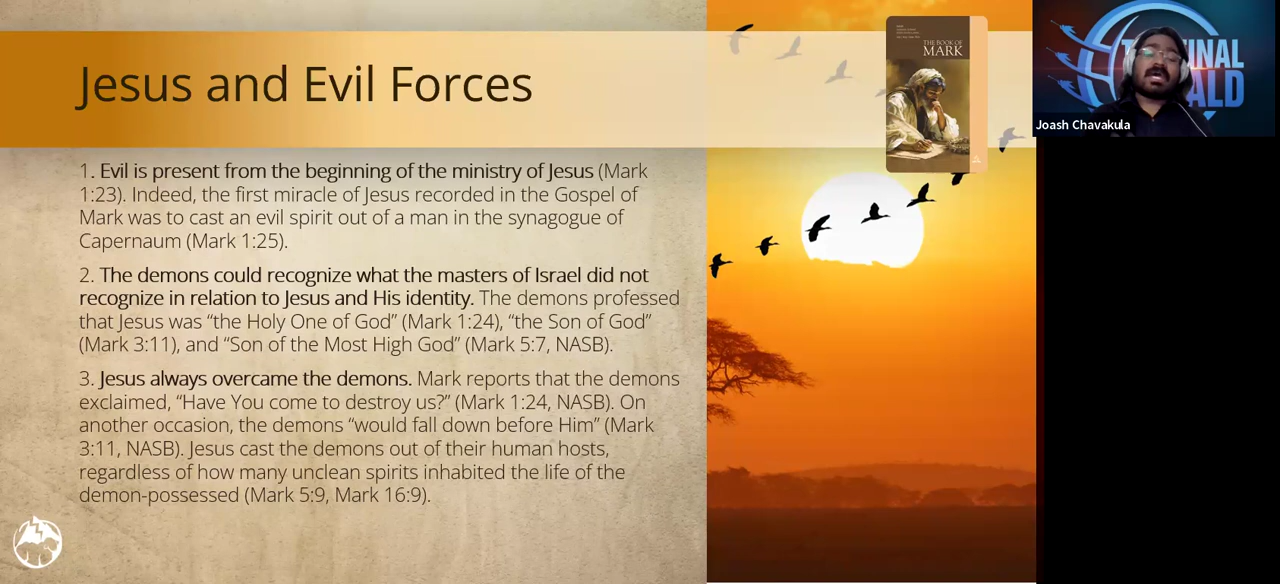 Jesus and Evil Forces
1. Evil is present from the beginning of the ministry of Jesus (Mark
1:23). Indeed, the first miracle of Jesus recorded in the Gospel of
Mark was to cast an evil spirit out of a man in the synagogue of
Capernaum (Mark 1:25).
2. The demons could recognize what the masters of Israel did not
recognize in relation to Jesus and His identity. The demons professed
that Jesus was “the Holy One of God” (Mark 1:24), “the Son of God”
(Mark 3:11), and “Son of the Most High God” (Mark 5:7, NASB).
3. Jesus always overcame the demons. Mark reports that the demons
exclaimed, “Have You come to destroy us?” (Mark 1:24, NASB). On
another occasion, the demons “would fall down before Him” (Mark
3:11, NASB). Jesus cast the demons out of their human hosts,
regardless of how many unclean spirits inhabited the life of the
demon-possessed (Mark 5:9, Mark 16:9).
THE BOOK OF
MARK
Joash Chavakula